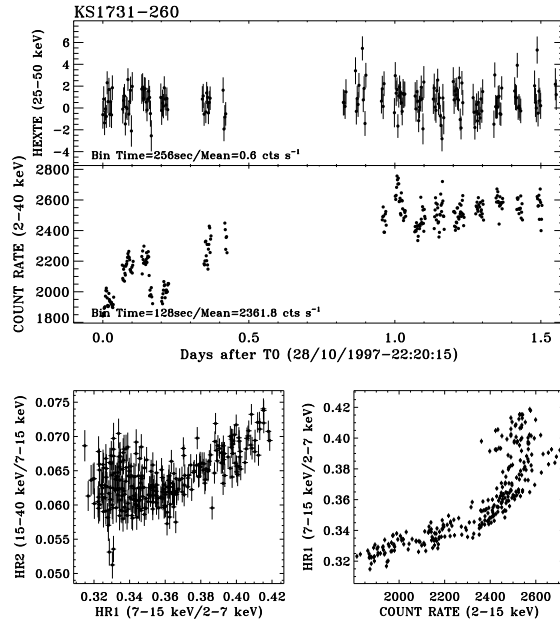 KS1731−260
HEXTE (25−50 keV)
6
4
2
0
−2
−4
Bin Time=256sec/Mean=0.6 cts s⁻¹
COUNT RATE (2−40 keV)
2800
2600
2400
2200
2000
1800
Bin Time=128sec/Mean=2361.8 cts s⁻¹
0.0 0.5 1.0 1.5
Days after T0 (28/10/1997−22:20:15)
HR2 (15−40 keV/7−15 keV)
0.075
0.070
0.065
0.060
0.055
0.050
0.32 0.34 0.36 0.38 0.40 0.42
HR1 (7−15 keV/2−7 keV)
HR1 (7−15 keV/2−7 keV)
0.42
0.40
0.38
0.36
0.34
0.32
2000 2200 2400 2600
COUNT RATE (2−15 keV)